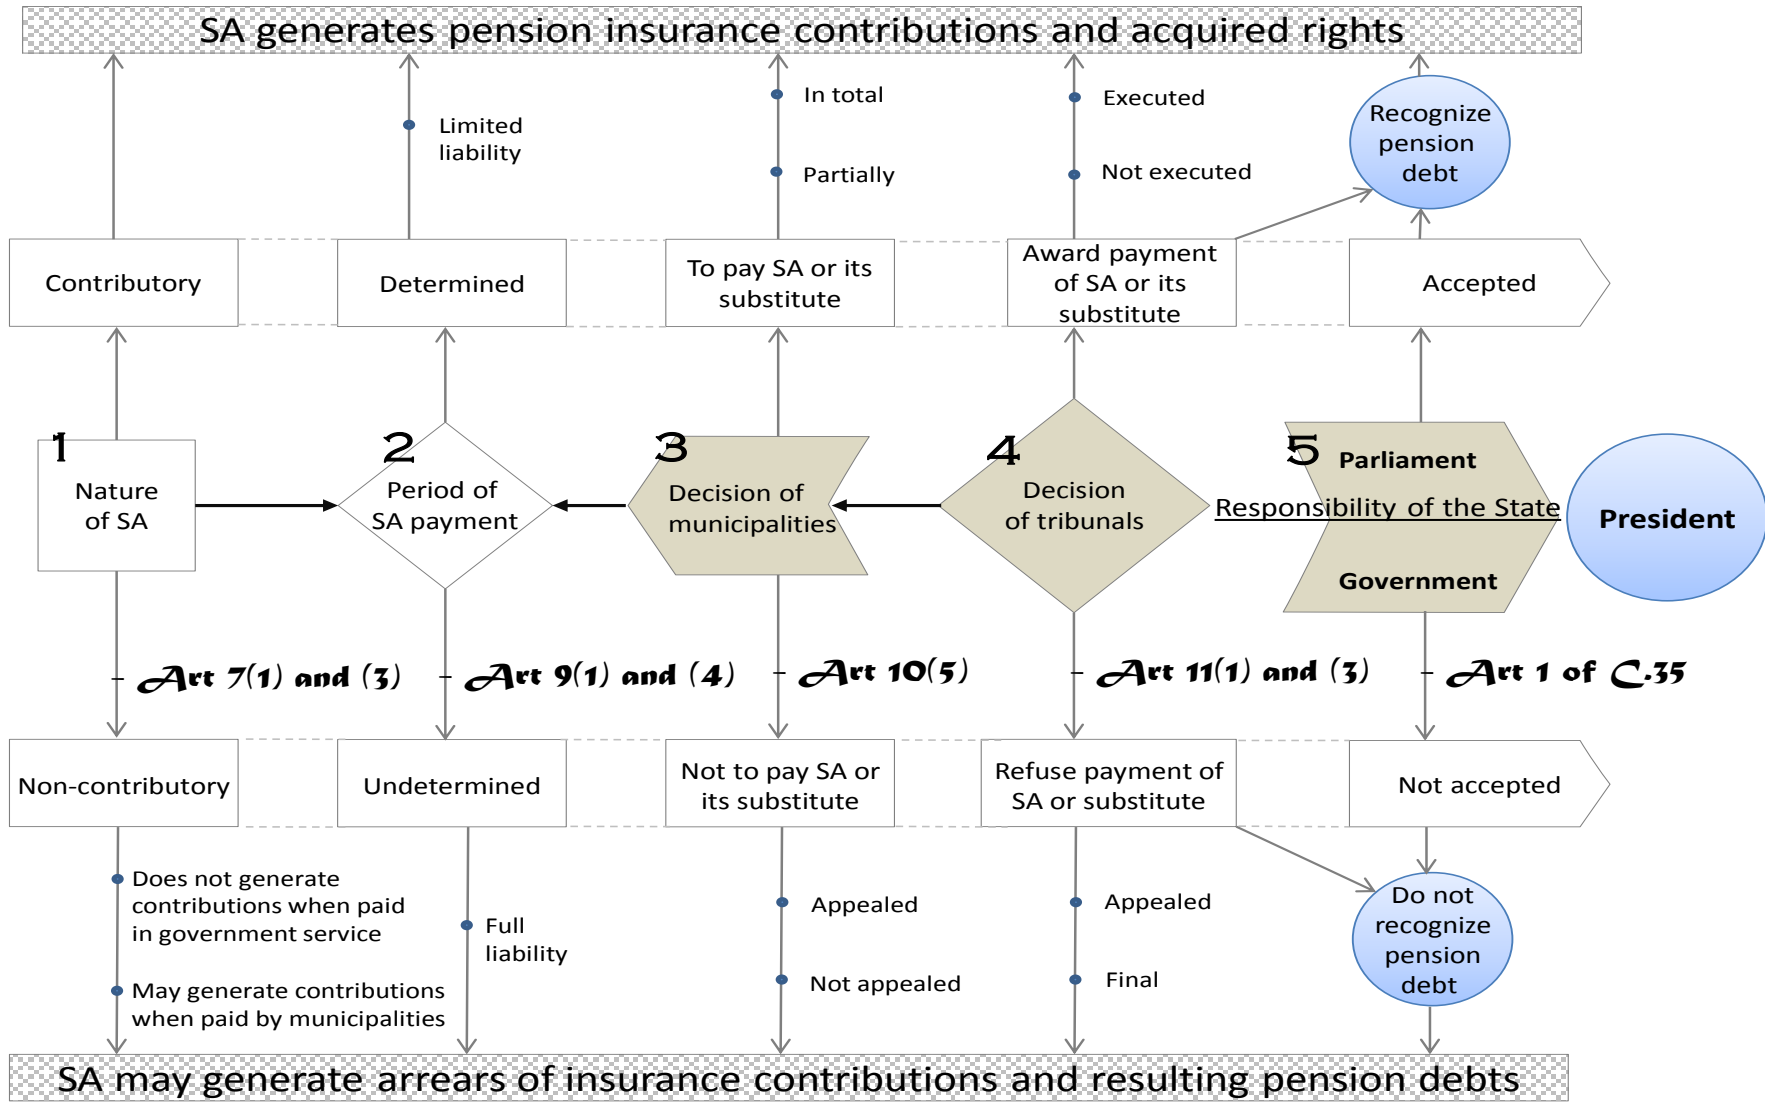 SA generates pension insurance contributions and acquired rights
In total
Partially
Executed
Not executed
Limited
liability
Recognize
pension
debt
Contributory
Determined
To pay SA or its
substitute
Award payment
of SA or its
substitute
Accepted
1
Nature
of SA
2
Period of
SA payment
3
Decision of
municipalities
4
Decision
of tribunals
5
Parliament
Responsibility of the State
Government
President
Art 7(1) and (3)
Art 9(1) and (4)
Art 10(5)
Art 11(1) and (3)
Art 1 of C.35
Non-contributory
Undetermined
Not to pay SA or
its substitute
Refuse payment of
SA or substitute
Not accepted
Does not generate
contributions when paid
in government service
May generate contributions
when paid by municipalities
Full
liability
Appealed
Not appealed
Appealed
Final
Do not
recognize
pension
debt
SA may generate arrears of insurance contributions and resulting pension debts